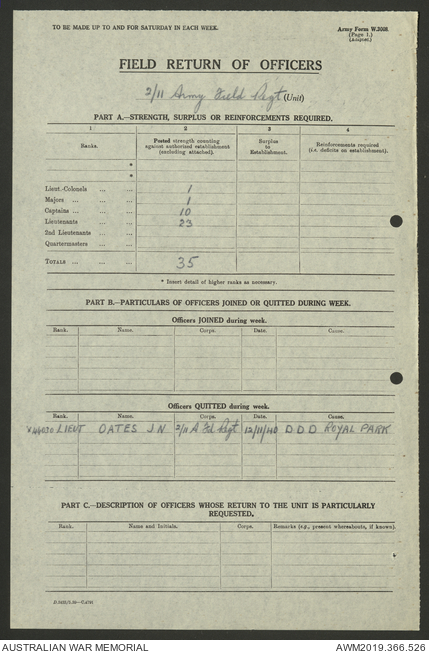 TO BE MADE UP TO AND FOR SATURDAY IN EACH WEEK.
Army Form W.3008.
(Page 1.)
(Adapted.)
FIELD RETURN OF OFFICERS
2/11 Army Field Regt (Unit)
PART A.—STRENGTH, SURPLUS OR REINFORCEMENTS REQUIRED.
1 2 3 4
Ranks. Posted strength counting against authorized establishment (excluding attached). Surplus to Establishment. Reinforcements required (i.e. deficits on establishment).
*
*
Lieut.-Colonels ... ... 1
Majors ... ... ... 1
Captains ... ... ... 10
Lieutenants ... ... 23
2nd Lieutenants ... ...
Quartermasters ... ...
TOTALS ... ... ... 35
* Insert detail of higher ranks as necessary.
PART B.—PARTICULARS OF OFFICERS JOINED OR QUITTED DURING WEEK.
Officers JOINED during week.
Rank. Name. Corps. Date. Cause.
Officers QUITTED during week.
Rank. Name. Corps. Date. Cause.
LIEUT OATES J N 2/11 A Fd Regt 12/11/40 D D D ROYAL PARK
PART C.—DESCRIPTION OF OFFICERS WHOSE RETURN TO THE UNIT IS PARTICULARLY
REQUESTED.
Rank. Name and Initials. Corps. Remarks (e.g., present whereabouts, if known).
AUSTRALIAN WAR MEMORIAL
AWM2019.366.526